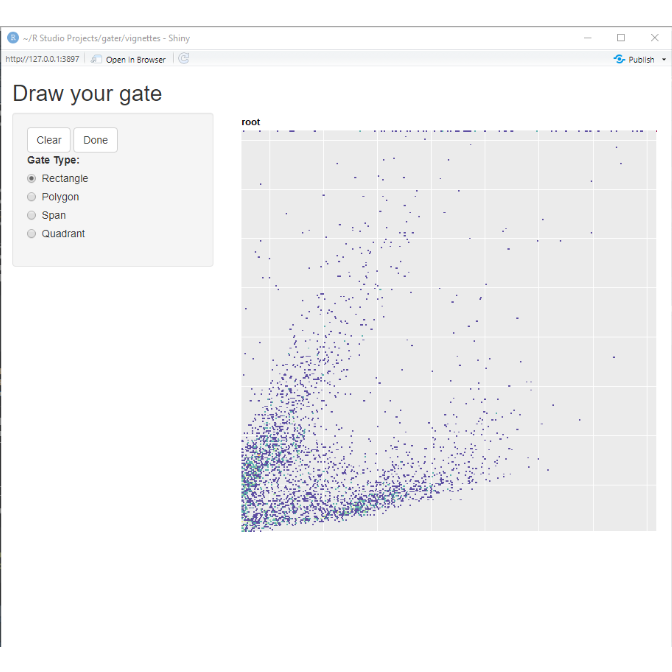 ~/R Studio Projects/gater/vignettes - Shiny
http://127.0.0.1:3897 Open in Browser Publish
Draw your gate
root
Clear Done
Gate Type:
Rectangle
Polygon
Span
Quadrant